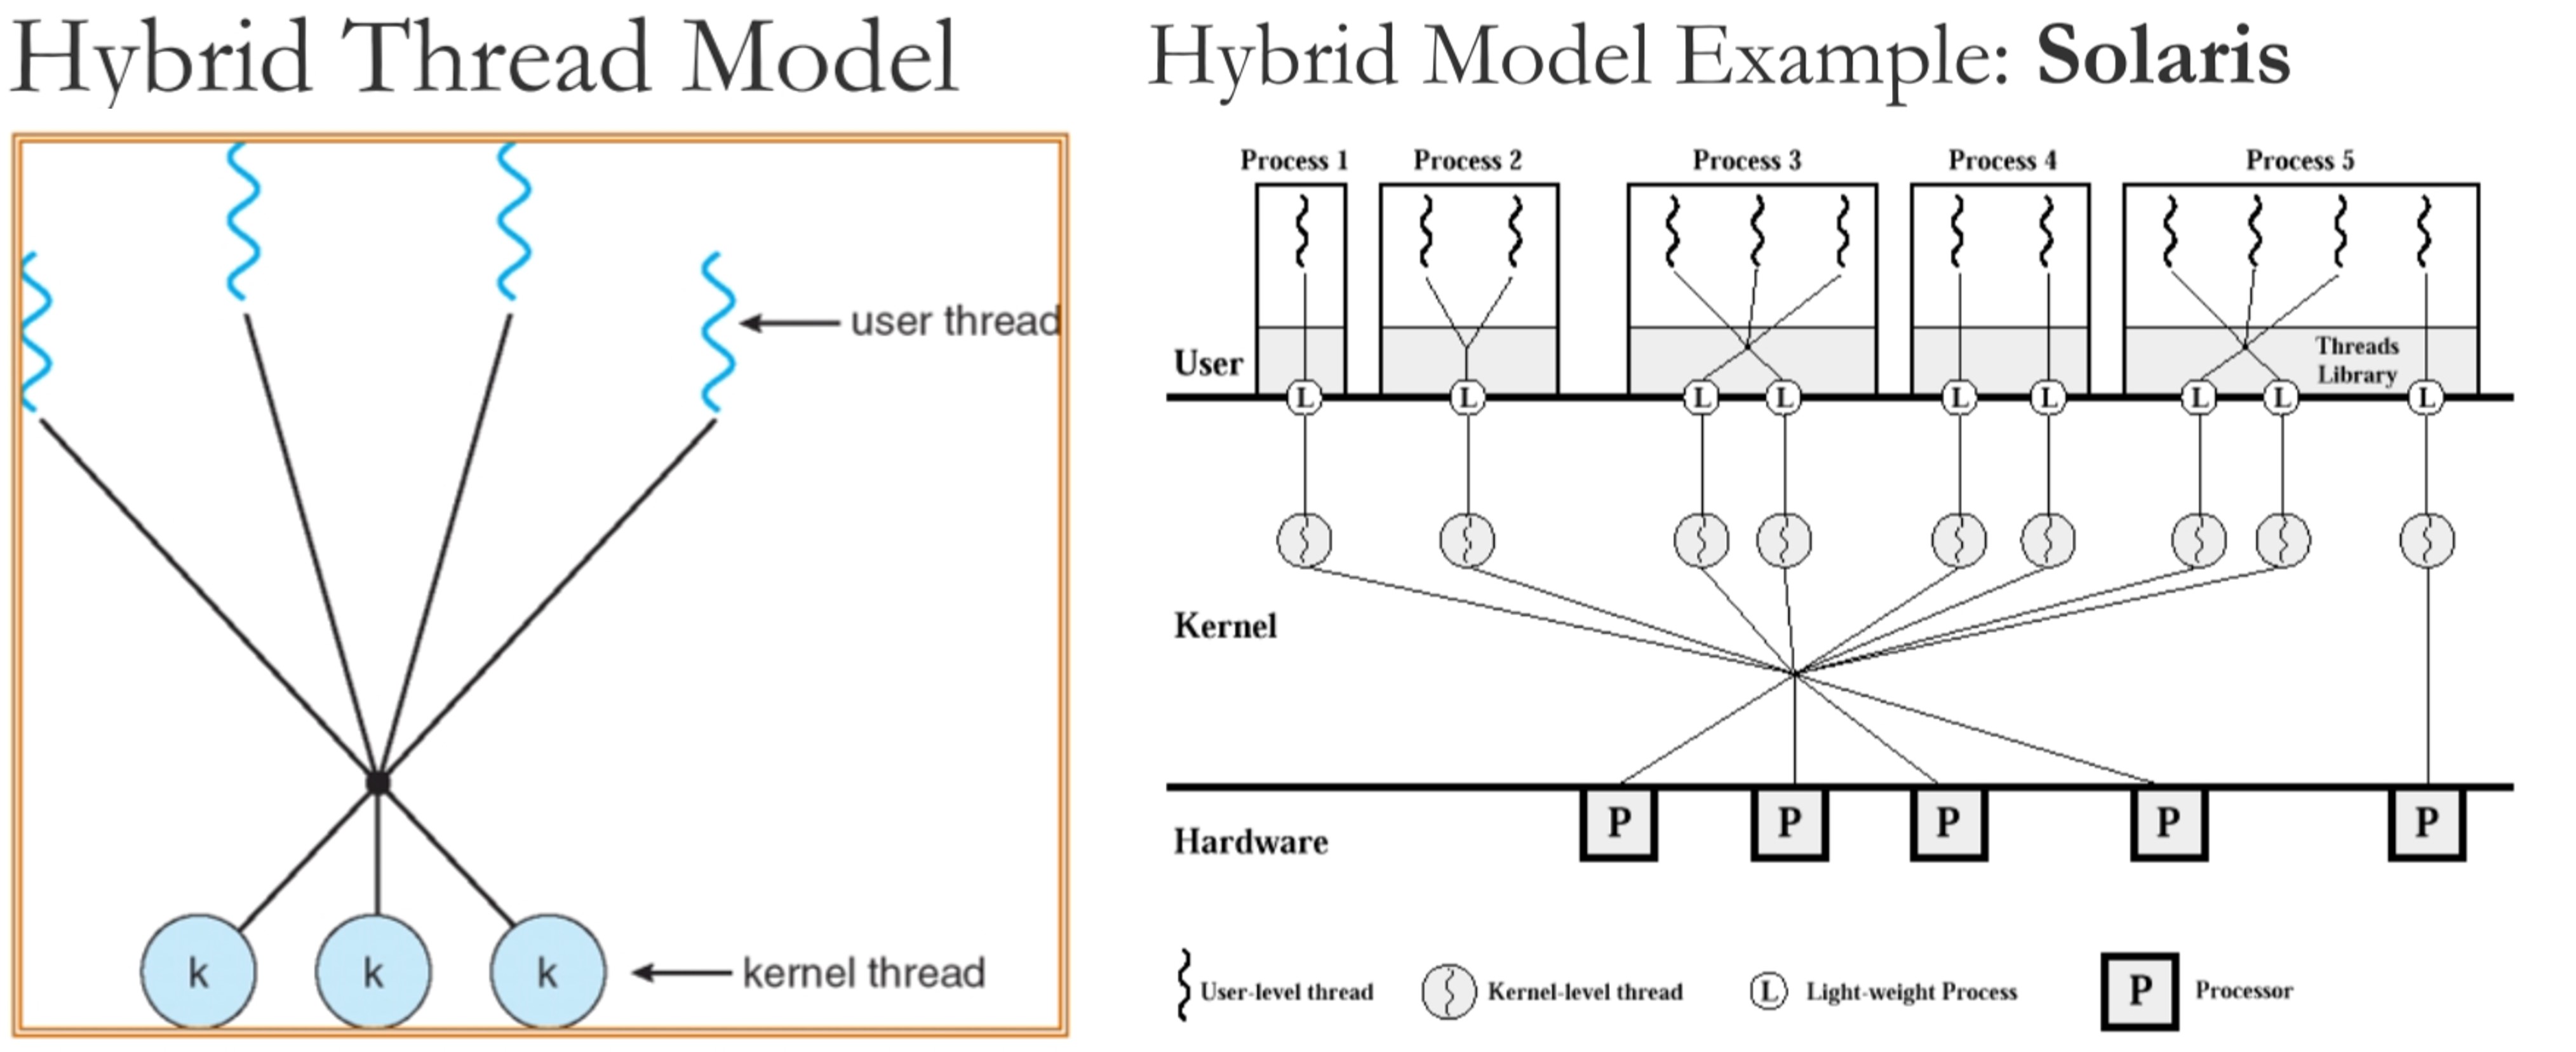 Hybrid Thread Model
user thread
k k k
kernel thread
Hybrid Model Example: Solaris
Process 1 Process 2 Process 3 Process 4 Process 5
User
Threads
Library
L L L L L L L L L
Kernel
Hardware
P P P P P
User-level thread Kernel-level thread L Light-weight Process P Processor